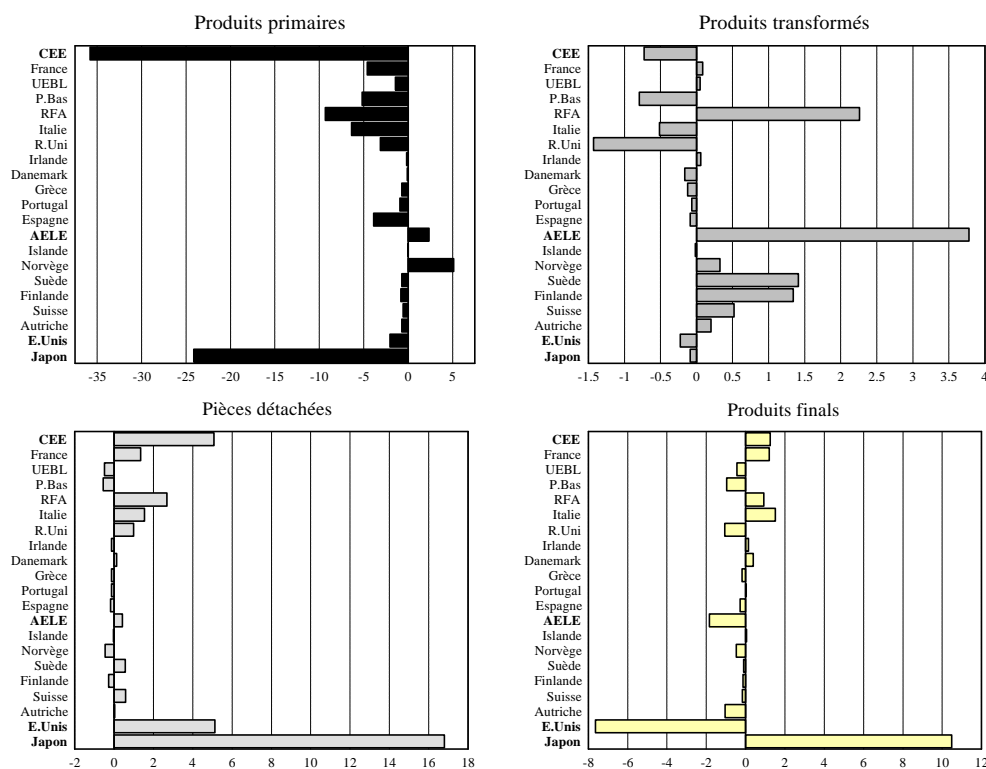 Produits primaires
CEE
France
UEBL
P.Bas
RFA
Italie
R.Uni
Irlande
Danemark
Grèce
Portugal
Espagne
AELE
Islande
Norvège
Suède
Finlande
Suisse
Autriche
E.Unis
Japon
-35 -30 -25 -20 -15 -10 -5 0 5
Produits transformés
CEE
France
UEBL
P.Bas
RFA
Italie
R.Uni
Irlande
Danemark
Grèce
Portugal
Espagne
AELE
Islande
Norvège
Suède
Finlande
Suisse
Autriche
E.Unis
Japon
-1.5 -1 -0.5 0 0.5 1 1.5 2 2.5 3 3.5 4
Pièces détachées
CEE
France
UEBL
P.Bas
RFA
Italie
R.Uni
Irlande
Danemark
Grèce
Portugal
Espagne
AELE
Islande
Norvège
Suède
Finlande
Suisse
Autriche
E.Unis
Japon
-2 0 2 4 6 8 10 12 14 16 18
Produits finals
CEE
France
UEBL
P.Bas
RFA
Italie
R.Uni
Irlande
Danemark
Grèce
Portugal
Espagne
AELE
Islande
Norvège
Suède
Finlande
Suisse
Autriche
E.Unis
Japon
-8 -6 -4 -2 0 2 4 6 8 10 12